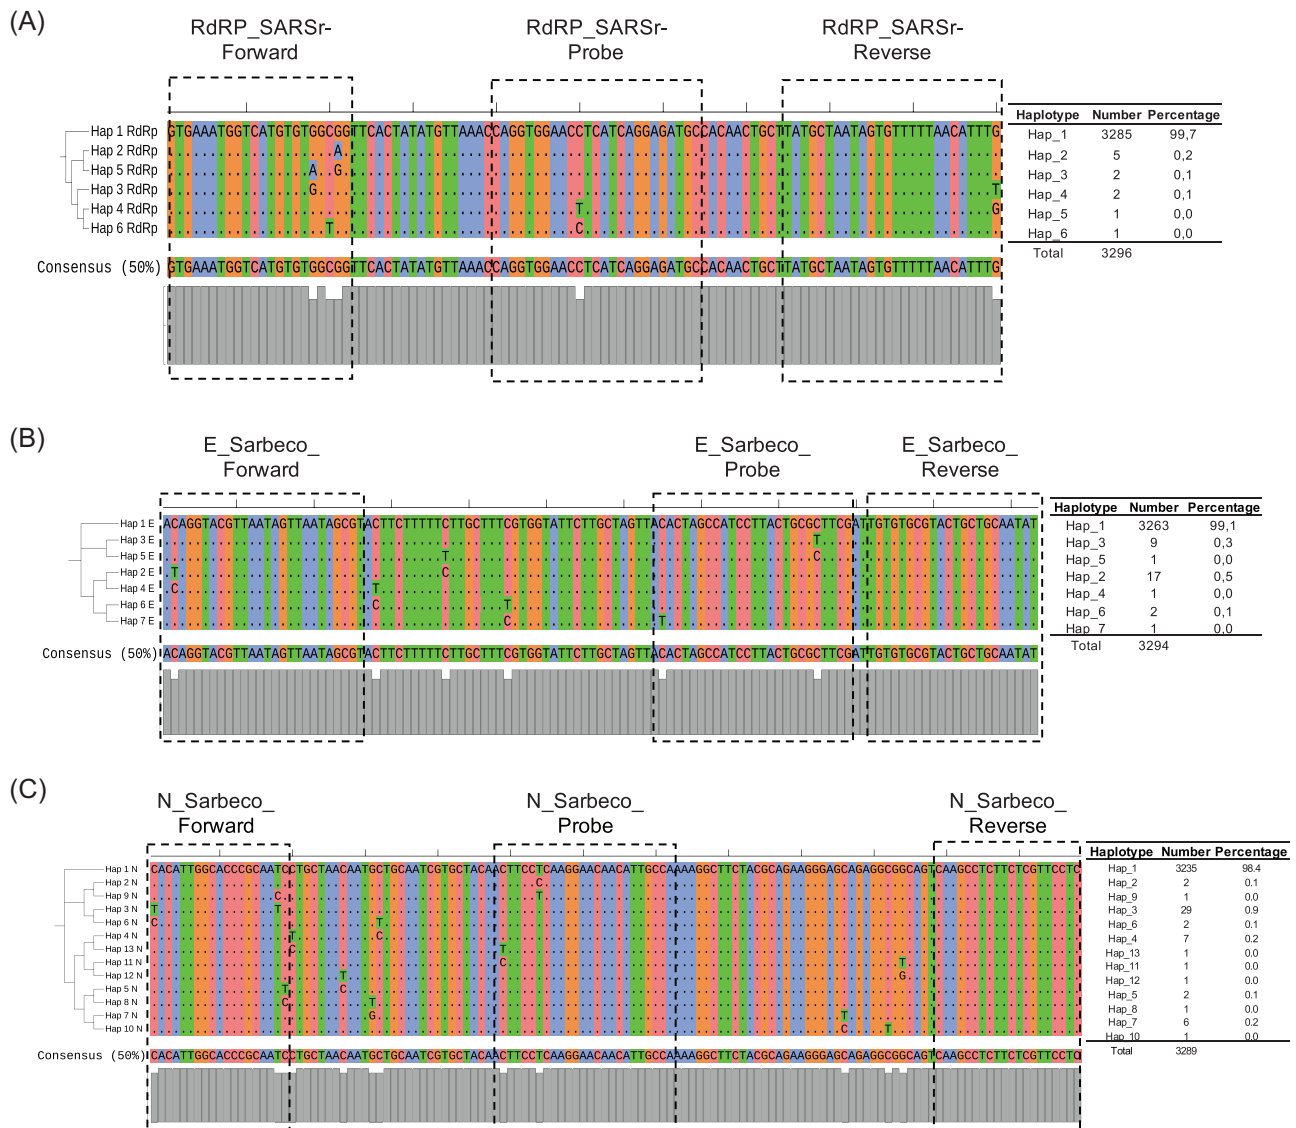 (A)
RdRP_SARSr-
Forward
RdRP_SARSr-
Probe
RdRP_SARSr-
Reverse
Hap 1 RdRp GTGAAATGGTCATGTGTGGCGGTTCACTATATGTTAAACCAGGTGGAACCTCATCAGGAGATGCCACAACTGCTTATGCTAATAGTGTTTTTAACATTTG
Hap 2 RdRp A
Hap 5 RdRp A G
Hap 3 RdRp G T
Hap 4 RdRp T G
Hap 6 RdRp T C
Consensus (50%) GTGAAATGGTCATGTGTGGCGGTTCACTATATGTTAAACCAGGTGGAACCTCATCAGGAGATGCCACAACTGCTTATGCTAATAGTGTTTTTAACATTTG
Haplotype Number Percentage
Hap_1 3285 99,7
Hap_2 5 0,2
Hap_3 2 0,1
Hap_4 2 0,1
Hap_5 1 0,0
Hap_6 1 0,0
Total 3296
(B)
E_Sarbeco_
Forward
E_Sarbeco_
Probe
E_Sarbeco_
Reverse
Hap 1 E ACAGGTACGTTAATAGTTAATAGCGTACTTCTTTTTCTTGCTTTCGTGGTATTCTTGCTAGTTACACTAGCCATCCTTACTGCGCTTCGATTGTGTGCGTACTGCTGCAATAT
Hap 3 E T
Hap 5 E T C
Hap 2 E T C
Hap 4 E C T
Hap 6 E C T
Hap 7 E C T
Consensus (50%) ACAGGTACGTTAATAGTTAATAGCGTACTTCTTTTTCTTGCTTTCGTGGTATTCTTGCTAGTTACACTAGCCATCCTTACTGCGCTTCGATTGTGTGCGTACTGCTGCAATAT
Haplotype Number Percentage
Hap_1 3263 99,1
Hap_3 9 0,3
Hap_5 1 0,0
Hap_2 17 0,5
Hap_4 1 0,0
Hap_6 2 0,1
Hap_7 1 0,0
Total 3294
(C)
N_Sarbeco_
Forward
N_Sarbeco_
Probe
N_Sarbeco_
Reverse
Hap 1 N CACATTGGCACCCGCAATCCTGCTAACAATGCTGCAATCGTGCTACAACTTCCTCAAGGAACAACATTGCCAAAAGGCTTCTACGCAGAAGGGAGCAGAGGCGGCAGTCAAGCCTCTTCTCGTTCCTC
Hap 2 N C
Hap 9 N C T
Hap 3 N T T
Hap 6 N C T
Hap 4 N T C
Hap 13 N C T
Hap 11 N C T
Hap 12 N T G
Hap 5 N T C
Hap 8 N C T
Hap 7 N G T
Hap 10 N C T
Consensus (50%) CACATTGGCACCCGCAATCCTGCTAACAATGCTGCAATCGTGCTACAACTTCCTCAAGGAACAACATTGCCAAAAGGCTTCTACGCAGAAGGGAGCAGAGGCGGCAGTCAAGCCTCTTCTCGTTCCTC
Haplotype Number Percentage
Hap_1 3235 98.4
Hap_2 2 0.1
Hap_9 1 0.0
Hap_3 29 0.9
Hap_6 2 0.1
Hap_4 7 0.2
Hap_13 1 0.0
Hap_11 1 0.0
Hap_12 1 0.0
Hap_5 2 0.1
Hap_8 1 0.0
Hap_7 6 0.2
Hap_10 1 0.0
Total 3289